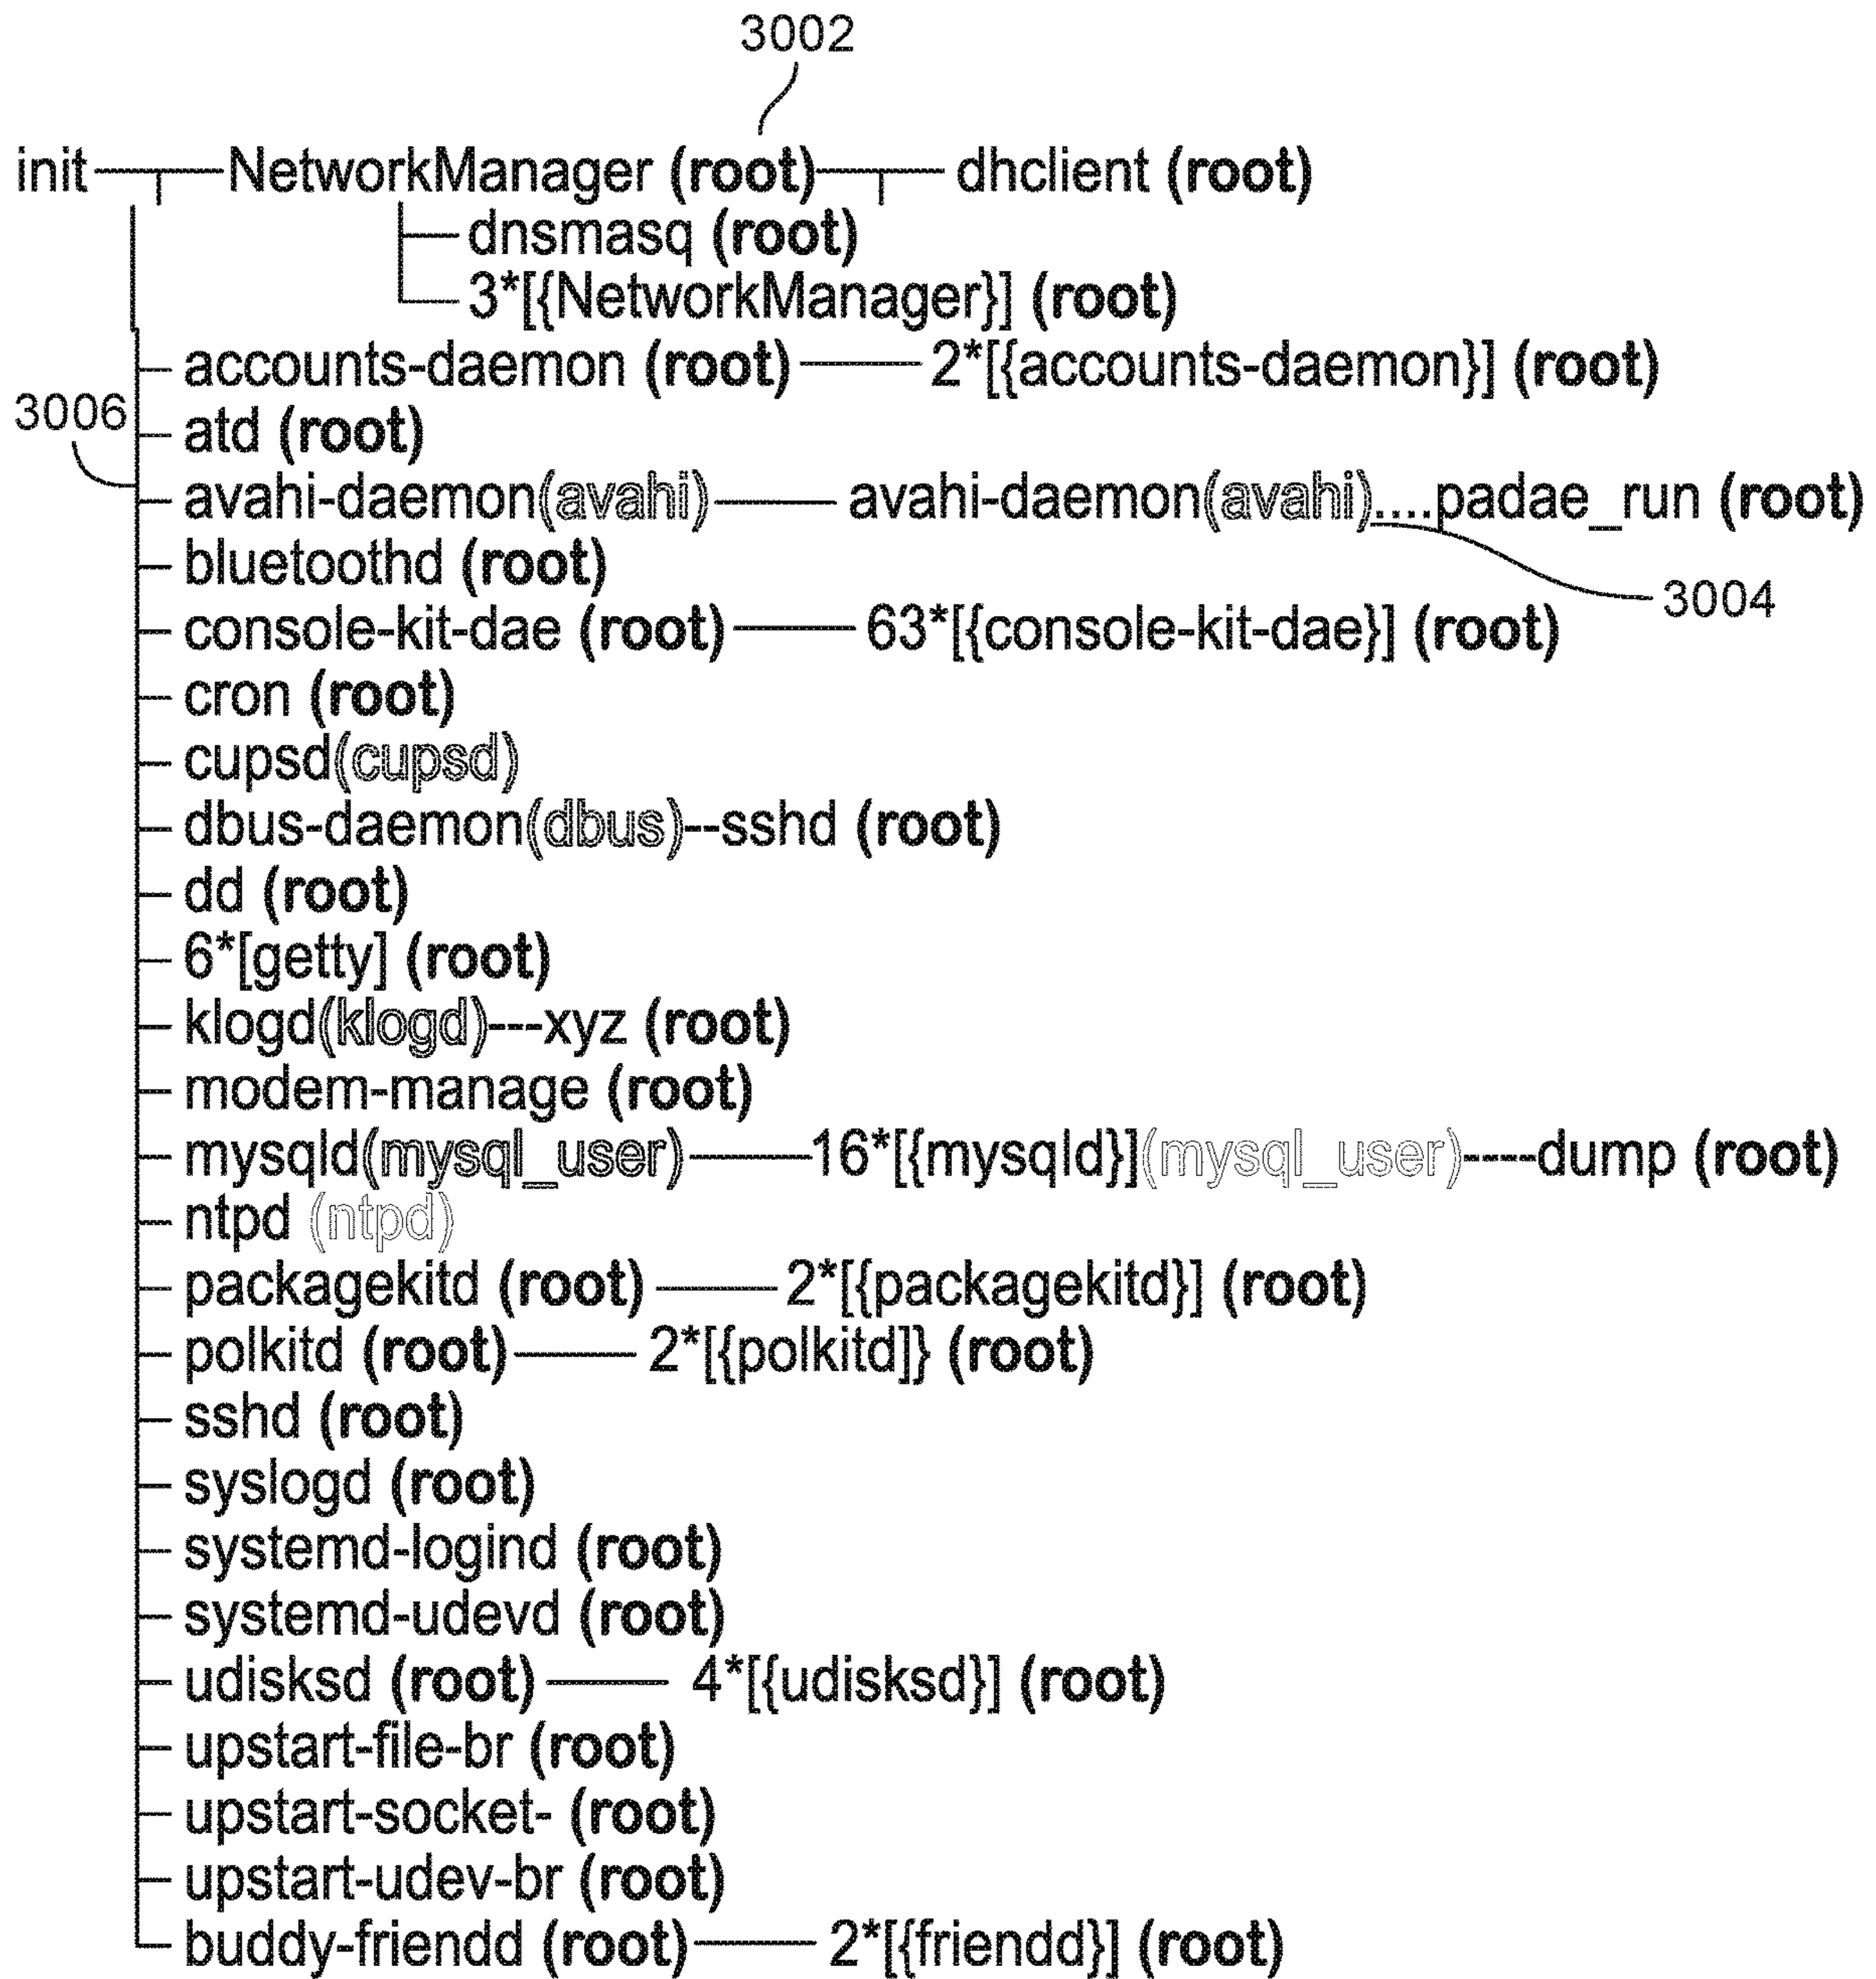 3002
init NetworkManager (root) dhclient (root)
dnsmasq (root)
3*[{NetworkManager}] (root)
accounts-daemon (root) 2*[{accounts-daemon}] (root)
3006
atd (root)
avahi-daemon(avahi) avahi-daemon(avahi)....padae_run (root)
bluetoothd (root)
3004
console-kit-dae (root) 63*[{console-kit-dae}] (root)
cron (root)
cupsd(cupsd)
dbus-daemon(dbus)--sshd (root)
dd (root)
6*[getty] (root)
klogd(klogd)---xyz (root)
modem-manage (root)
mysqld(mysql_user) 16*[{mysqld}](mysql_user)----dump (root)
ntpd (ntpd)
packagekitd (root) 2*[{packagekitd}] (root)
polkitd (root) 2*[{polkitd]} (root)
sshd (root)
syslogd (root)
systemd-logind (root)
systemd-udevd (root)
udisksd (root) 4*[{udisksd}] (root)
upstart-file-br (root)
upstart-socket- (root)
upstart-udev-br (root)
buddy-friendd (root) 2*[{friendd}] (root)